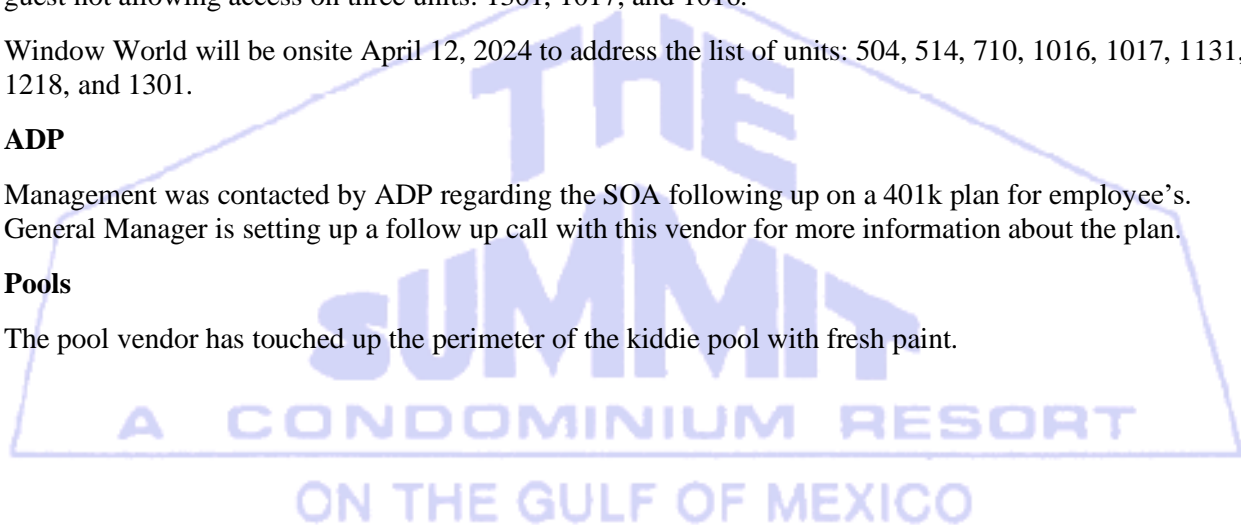 guest not allowing access on three units: 1301, 1017, and 1016.
Window World will be onsite April 12, 2024 to address the list of units: 504, 514, 710, 1016, 1017, 1131,
1218, and 1301.
ADP
Management was contacted by ADP regarding the SOA following up on a 401k plan for employee's.
General Manager is setting up a follow up call with this vendor for more information about the plan.
Pools
The pool vendor has touched up the perimeter of the kiddie pool with fresh paint.
THE
SUMMIT
A CONDOMINIUM RESORT
ON THE GULF OF MEXICO